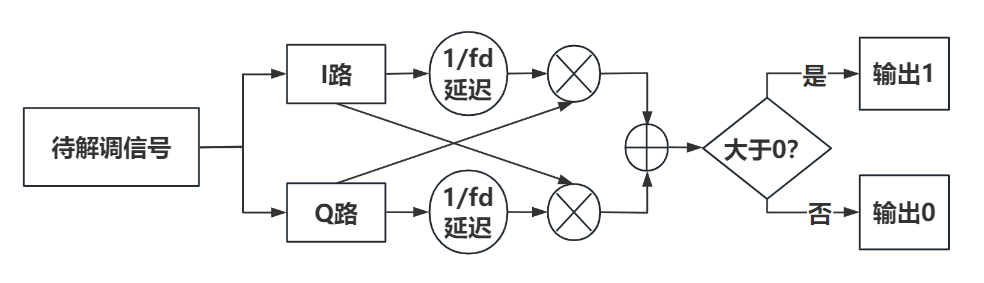 待解调信号
I路
1/fd
延迟
Q路
1/fd
延迟
大于0?
是
输出1
否
输出0